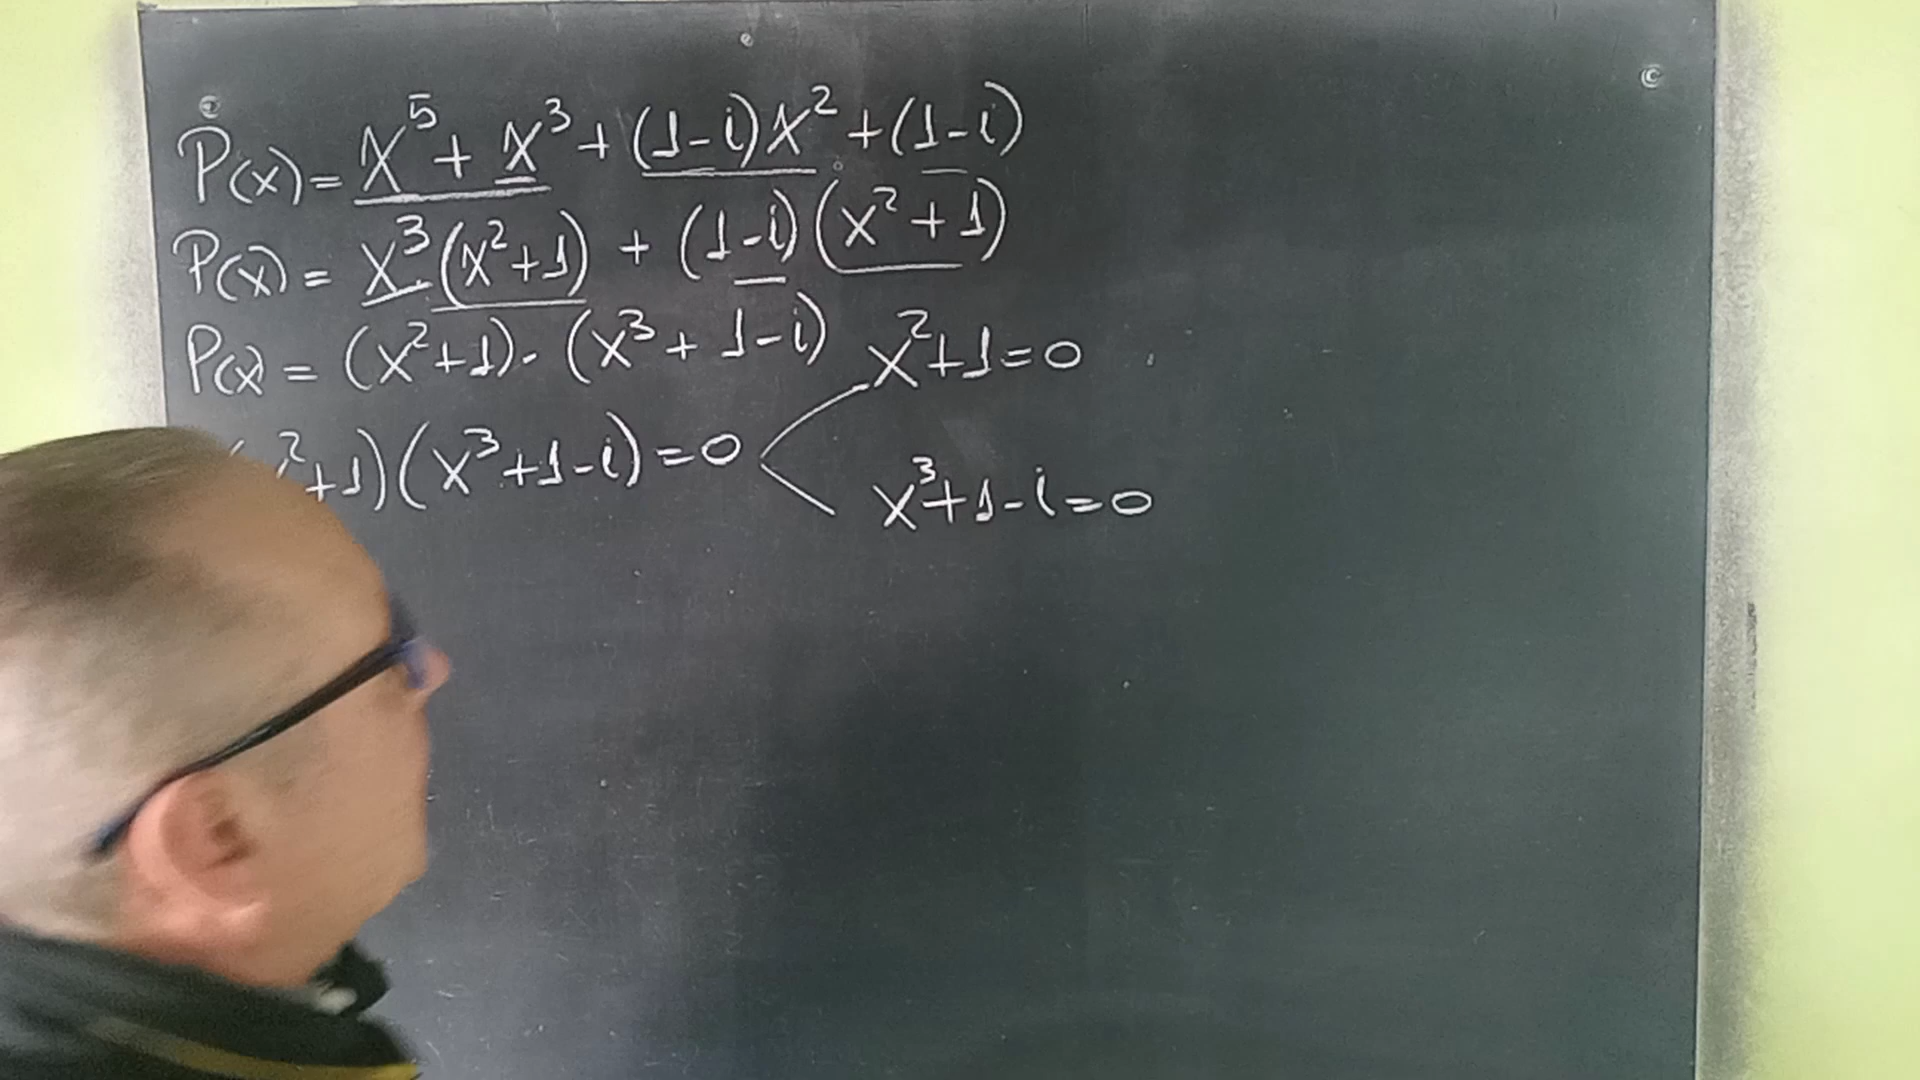 P(x) = x⁵ + x³ + (1-i)x² + (1-i)
P(x) = x³(x²+1) + (1-i)(x²+1)
P(x) = (x²+1)·(x³+1-i)
x²+1=0
²+1)(x³+1-i)=0
x³+1-i=0